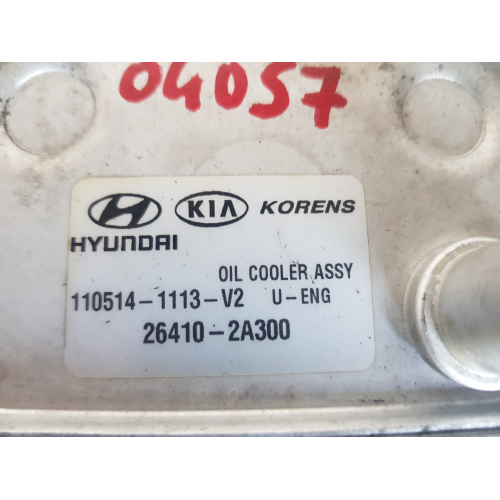 04057
KIA KORENS
HYUNDAI
OIL COOLER ASSY
110514-1113-V2 U-ENG
26410-2A300